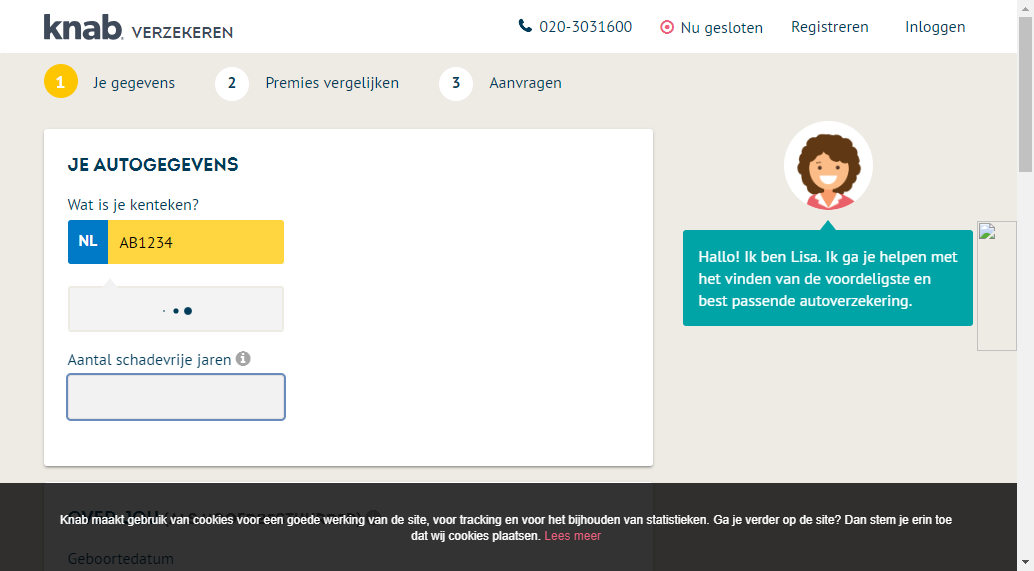 knab. VERZEKEREN
020-3031600
Nu gesloten
Registreren
Inloggen
1 Je gegevens
2 Premies vergelijken
3 Aanvragen
JE AUTOGEGEVENS
Wat is je kenteken?
NL AB1234
Aantal schadevrije jaren
Hallo! Ik ben Lisa. Ik ga je helpen met
het vinden van de voordeligste en
best passende autoverzekering.
OVER JOU
Knab maakt gebruik van cookies voor een goede werking van de site, voor tracking en voor het bijhouden van statistieken. Ga je verder op de site? Dan stem je erin toe
dat wij cookies plaatsen. Lees meer
Geboortedatum